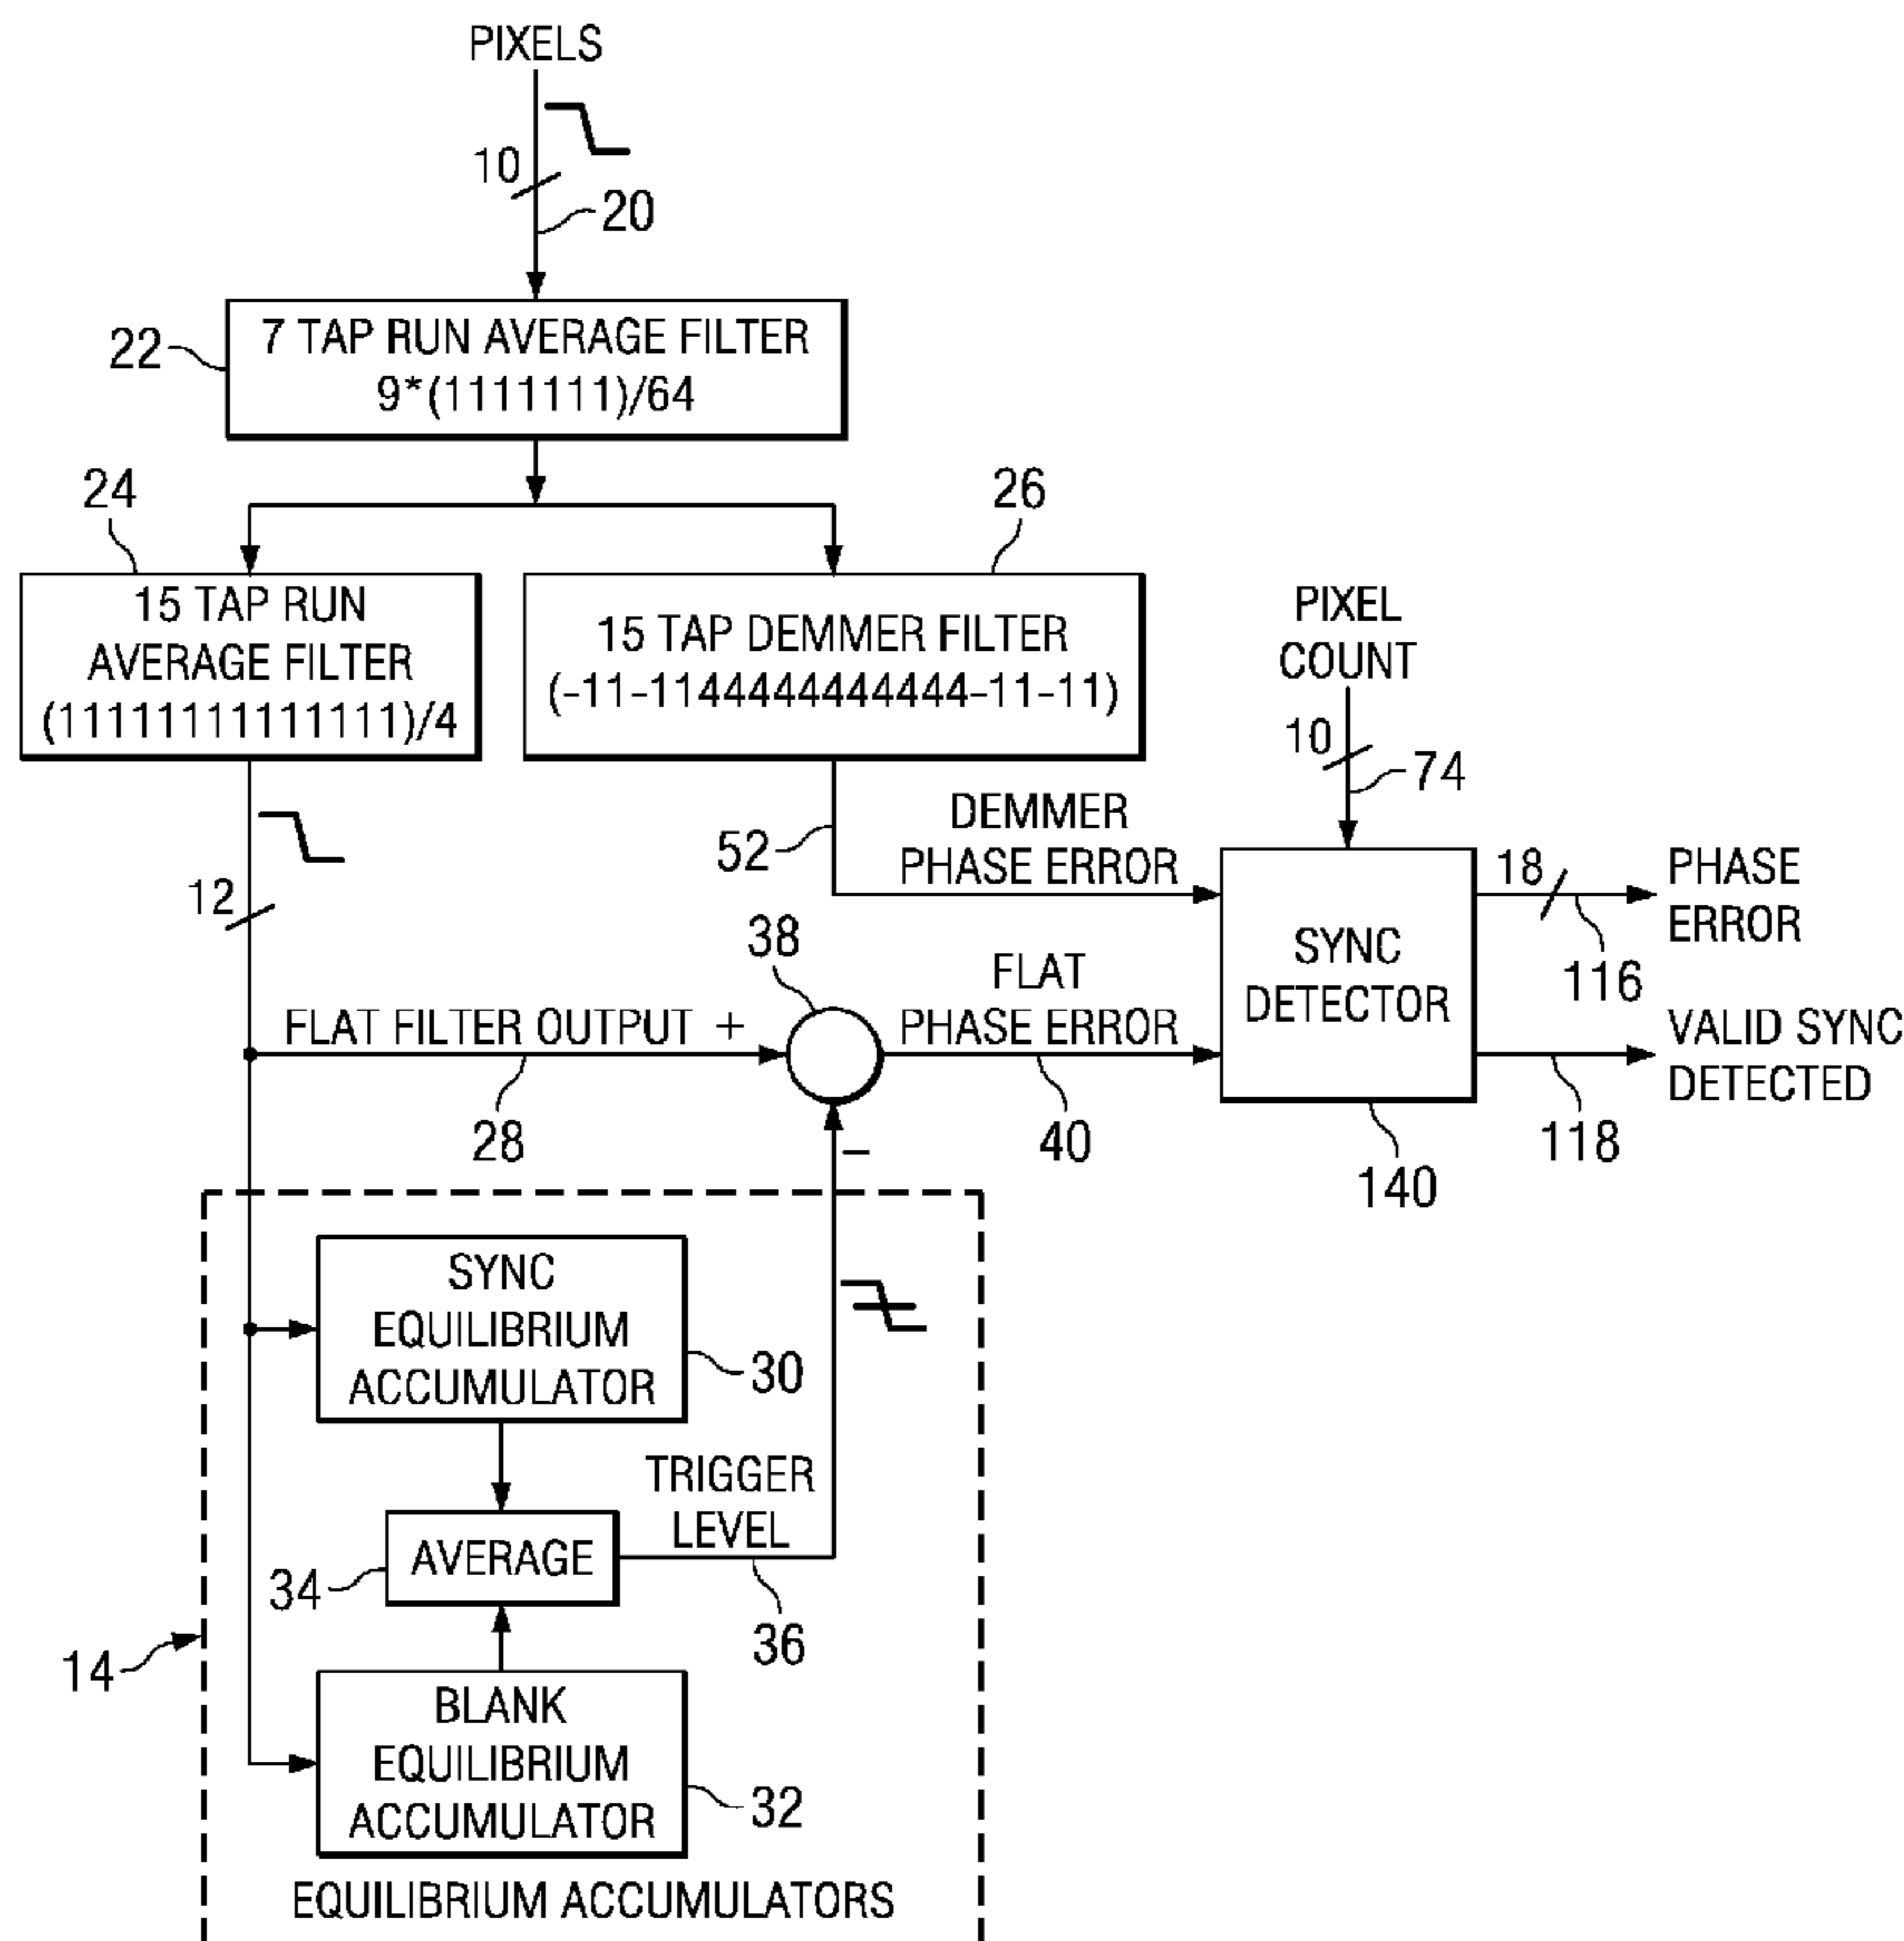 PIXELS
10
20
22
7 TAP RUN AVERAGE FILTER
9*(1111111)/64
24
26
15 TAP RUN
AVERAGE FILTER
(111111111111111)/4
15 TAP DEMMER FILTER
(-11-1144444444444-11-11)
PIXEL
COUNT
10
74
12
52
DEMMER
PHASE ERROR
18
PHASE
ERROR
116
38
SYNC
DETECTOR
FLAT FILTER OUTPUT +
28
FLAT
PHASE ERROR
40
VALID SYNC
DETECTED
118
140
–
SYNC
EQUILIBRIUM
ACCUMULATOR
30
TRIGGER
LEVEL
AVERAGE
34
36
14
BLANK
EQUILIBRIUM
ACCUMULATOR
32
EQUILIBRIUM ACCUMULATORS